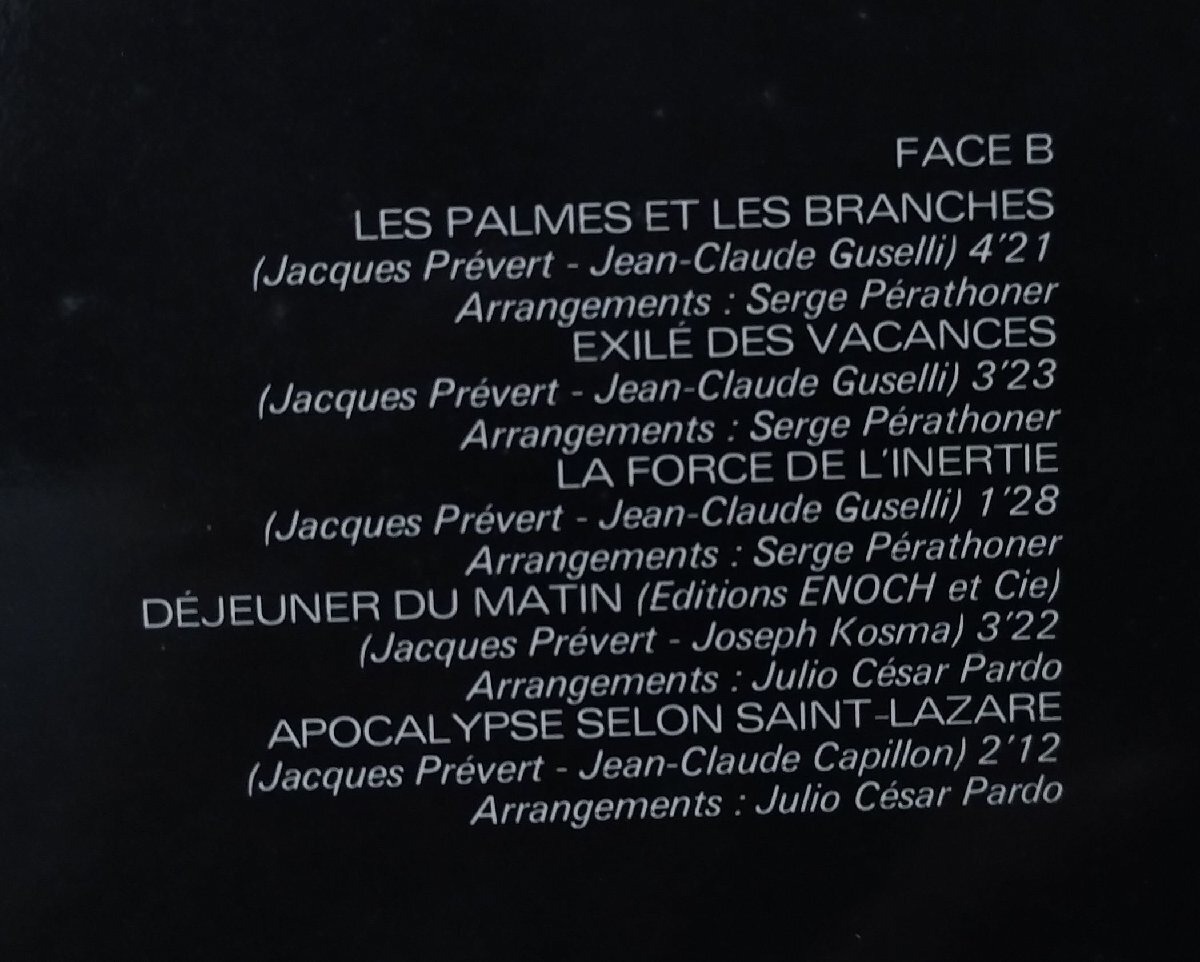 FACE B
LES PALMES ET LES BRANCHES
(Jacques Prévert - Jean-Claude Guselli) 4'21
Arrangements : Serge Pérathoner
EXILÉ DES VACANCES
(Jacques Prévert - Jean-Claude Guselli) 3'23
Arrangements : Serge Pérathoner
LA FORCE DE L'INERTIE
(Jacques Prévert - Jean-Claude Guselli) 1'28
Arrangements : Serge Pérathoner
DÉJEUNER DU MATIN (Editions ENOCH et Cie)
(Jacques Prévert - Joseph Kosma) 3'22
Arrangements : Julio César Pardo
APOCALYPSE SELON SAINT-LAZARE
(Jacques Prévert - Jean-Claude Capillon) 2'12
Arrangements : Julio César Pardo